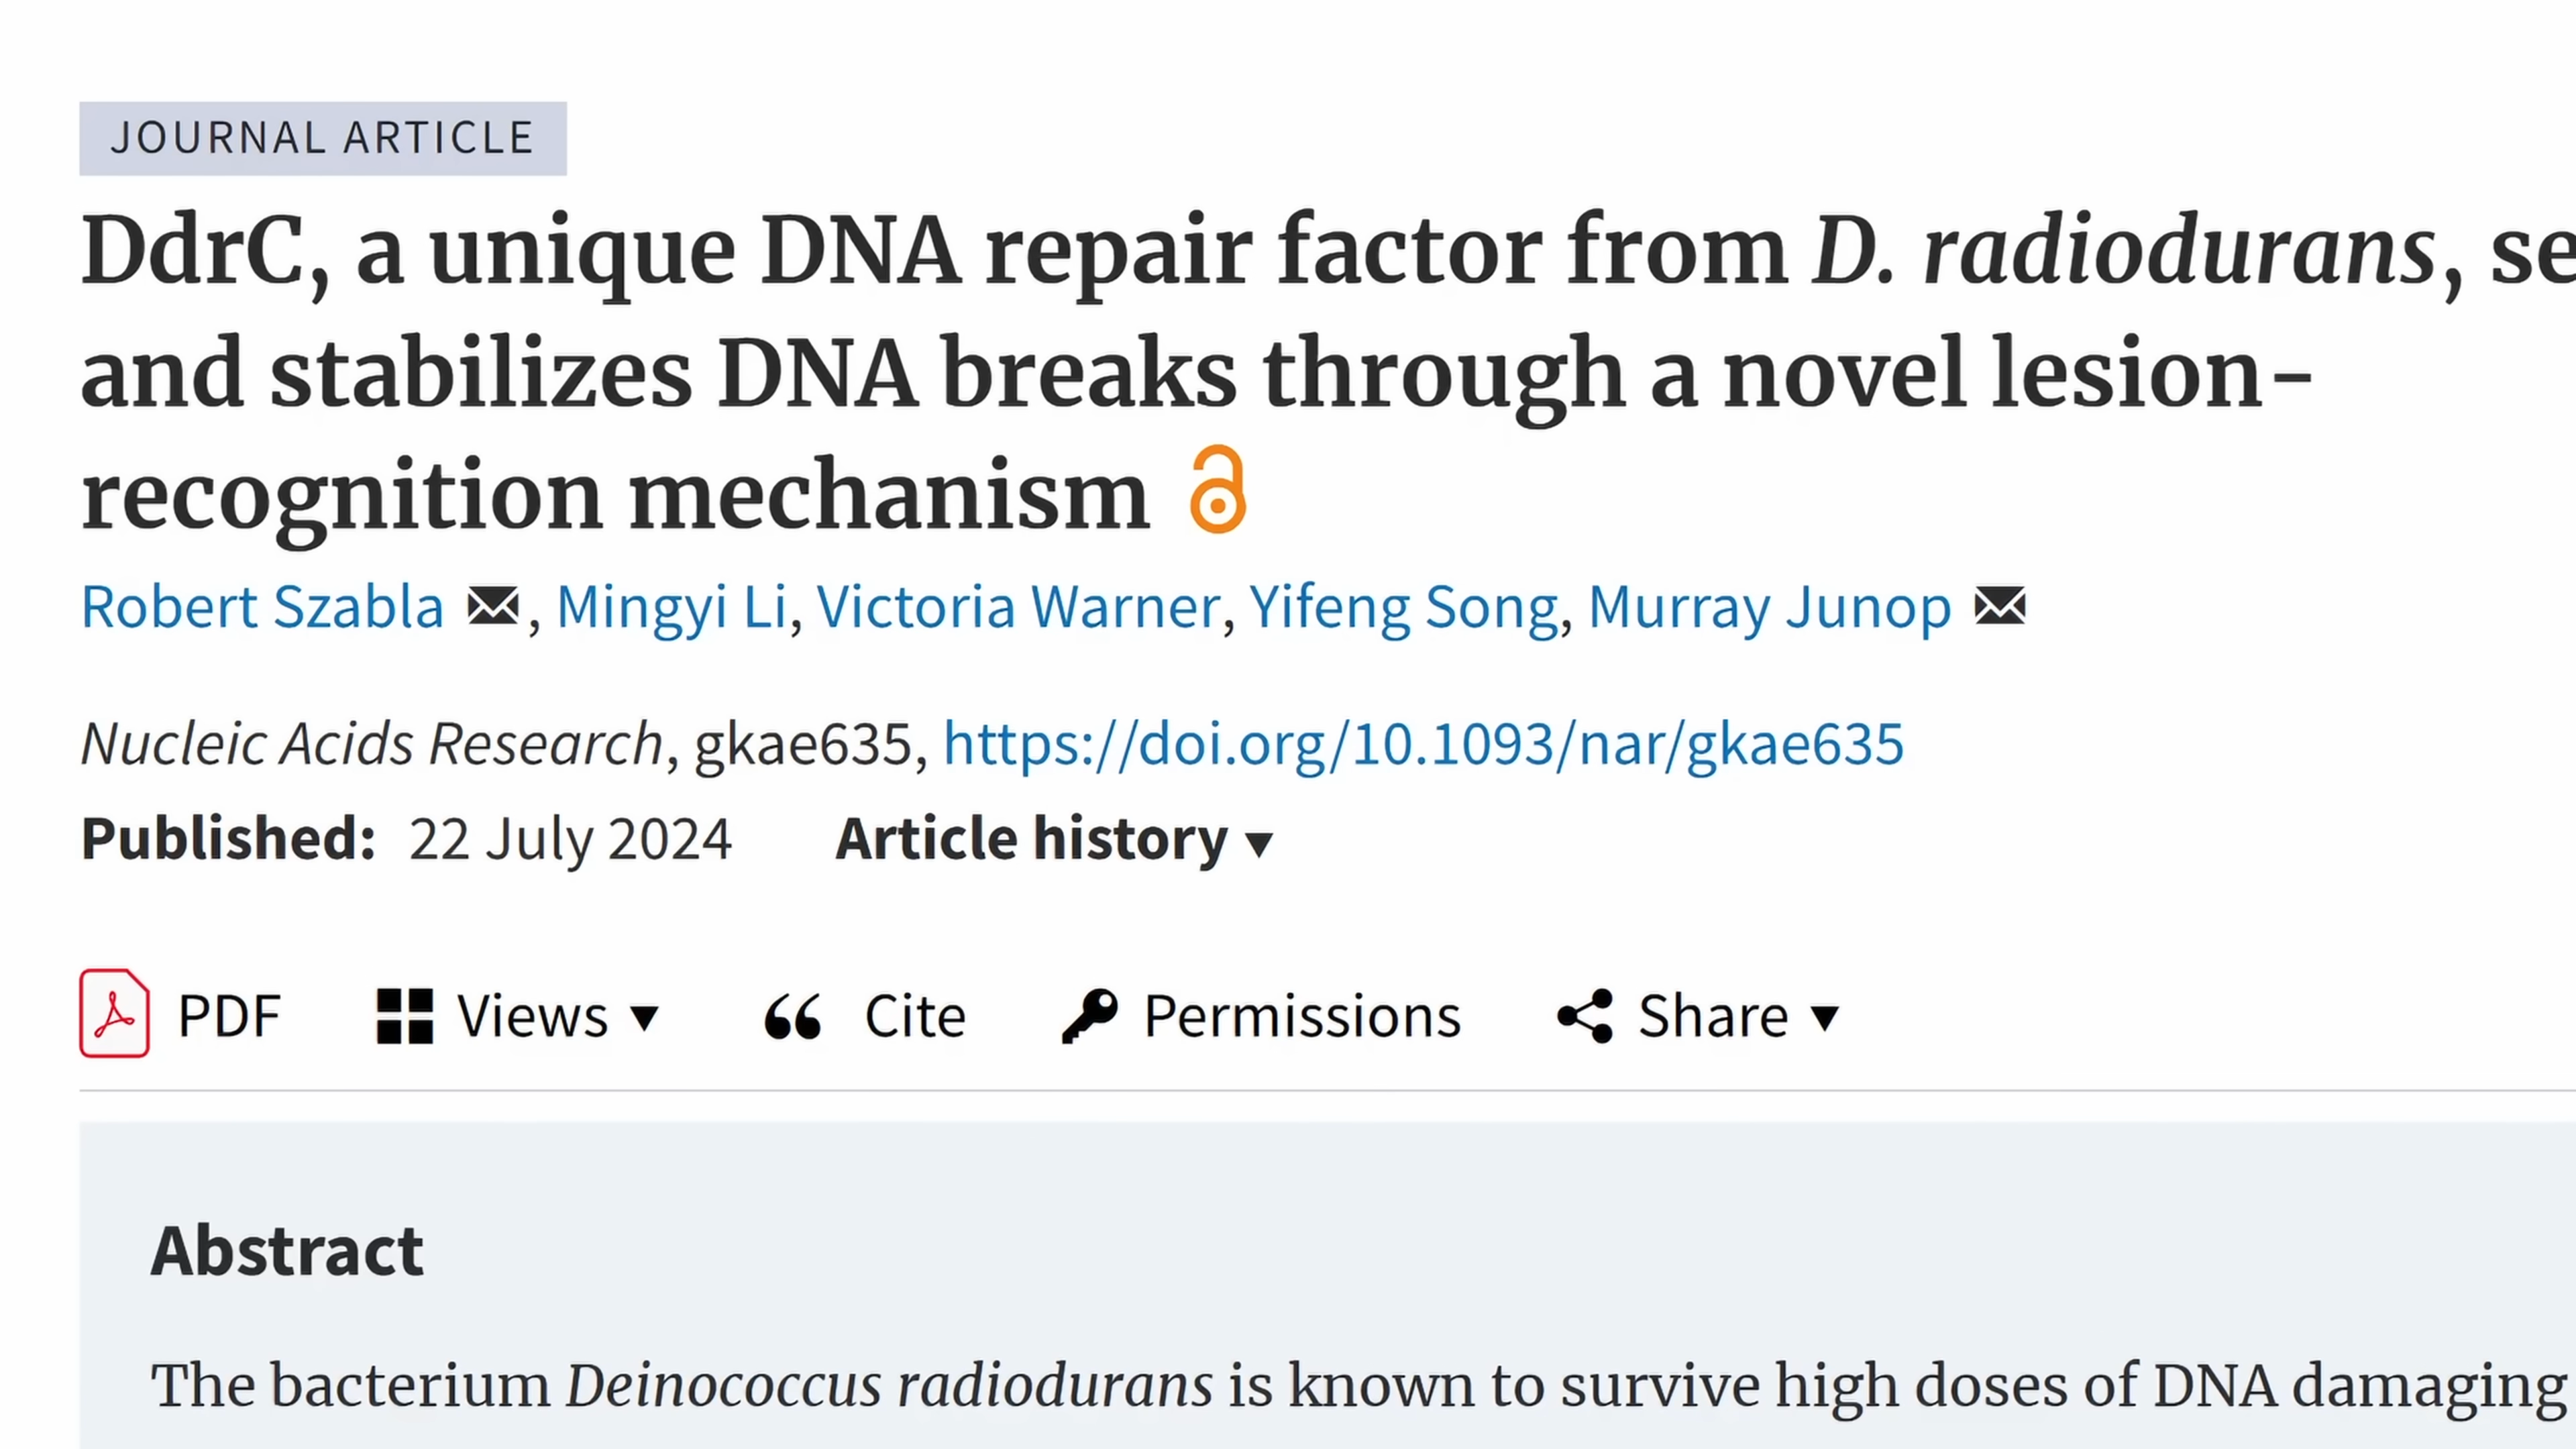 JOURNAL ARTICLE
DdrC, a unique DNA repair factor from D. radiodurans, se
and stabilizes DNA breaks through a novel lesion-
recognition mechanism
Robert Szabla, Mingyi Li, Victoria Warner, Yifeng Song, Murray Junop
Nucleic Acids Research, gkae635, https://doi.org/10.1093/nar/gkae635
Published: 22 July 2024 Article history
PDF Views Cite Permissions Share
Abstract
The bacterium Deinococcus radiodurans is known to survive high doses of DNA damaging